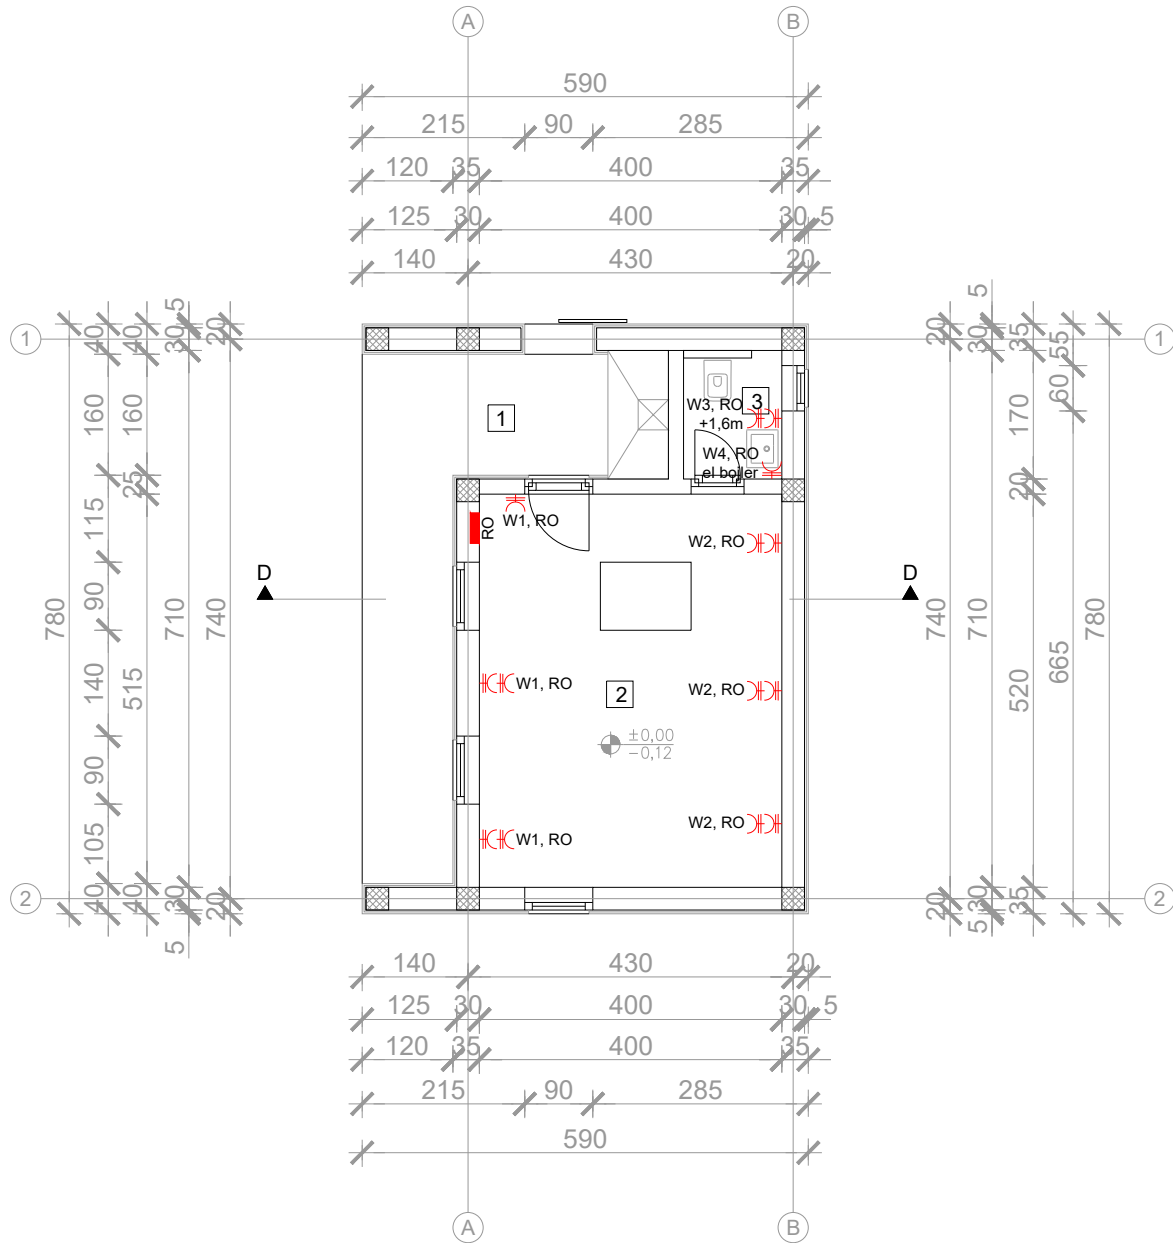 A B
590
215 90 285
120 35 400 35
125 30 400 30 5
140 430 20
5 5
1 40 40 30 20 20 30 35 55 1
60
160 160 170
1
3
W3, RO
+1,6m
W4, RO
el bojler
25 20
115
RO
W1, RO
W2, RO
D D
90
780 710 740 740 710 780
665
140 515 520
W1, RO
2
W2, RO
±0,00
-0,12
90
105
W1, RO
W2, RO
2 40 40 30 20 20 30 35 2
5 5
140 430 20
125 30 400 30 5
120 35 400 35
215 90 285
590
A B